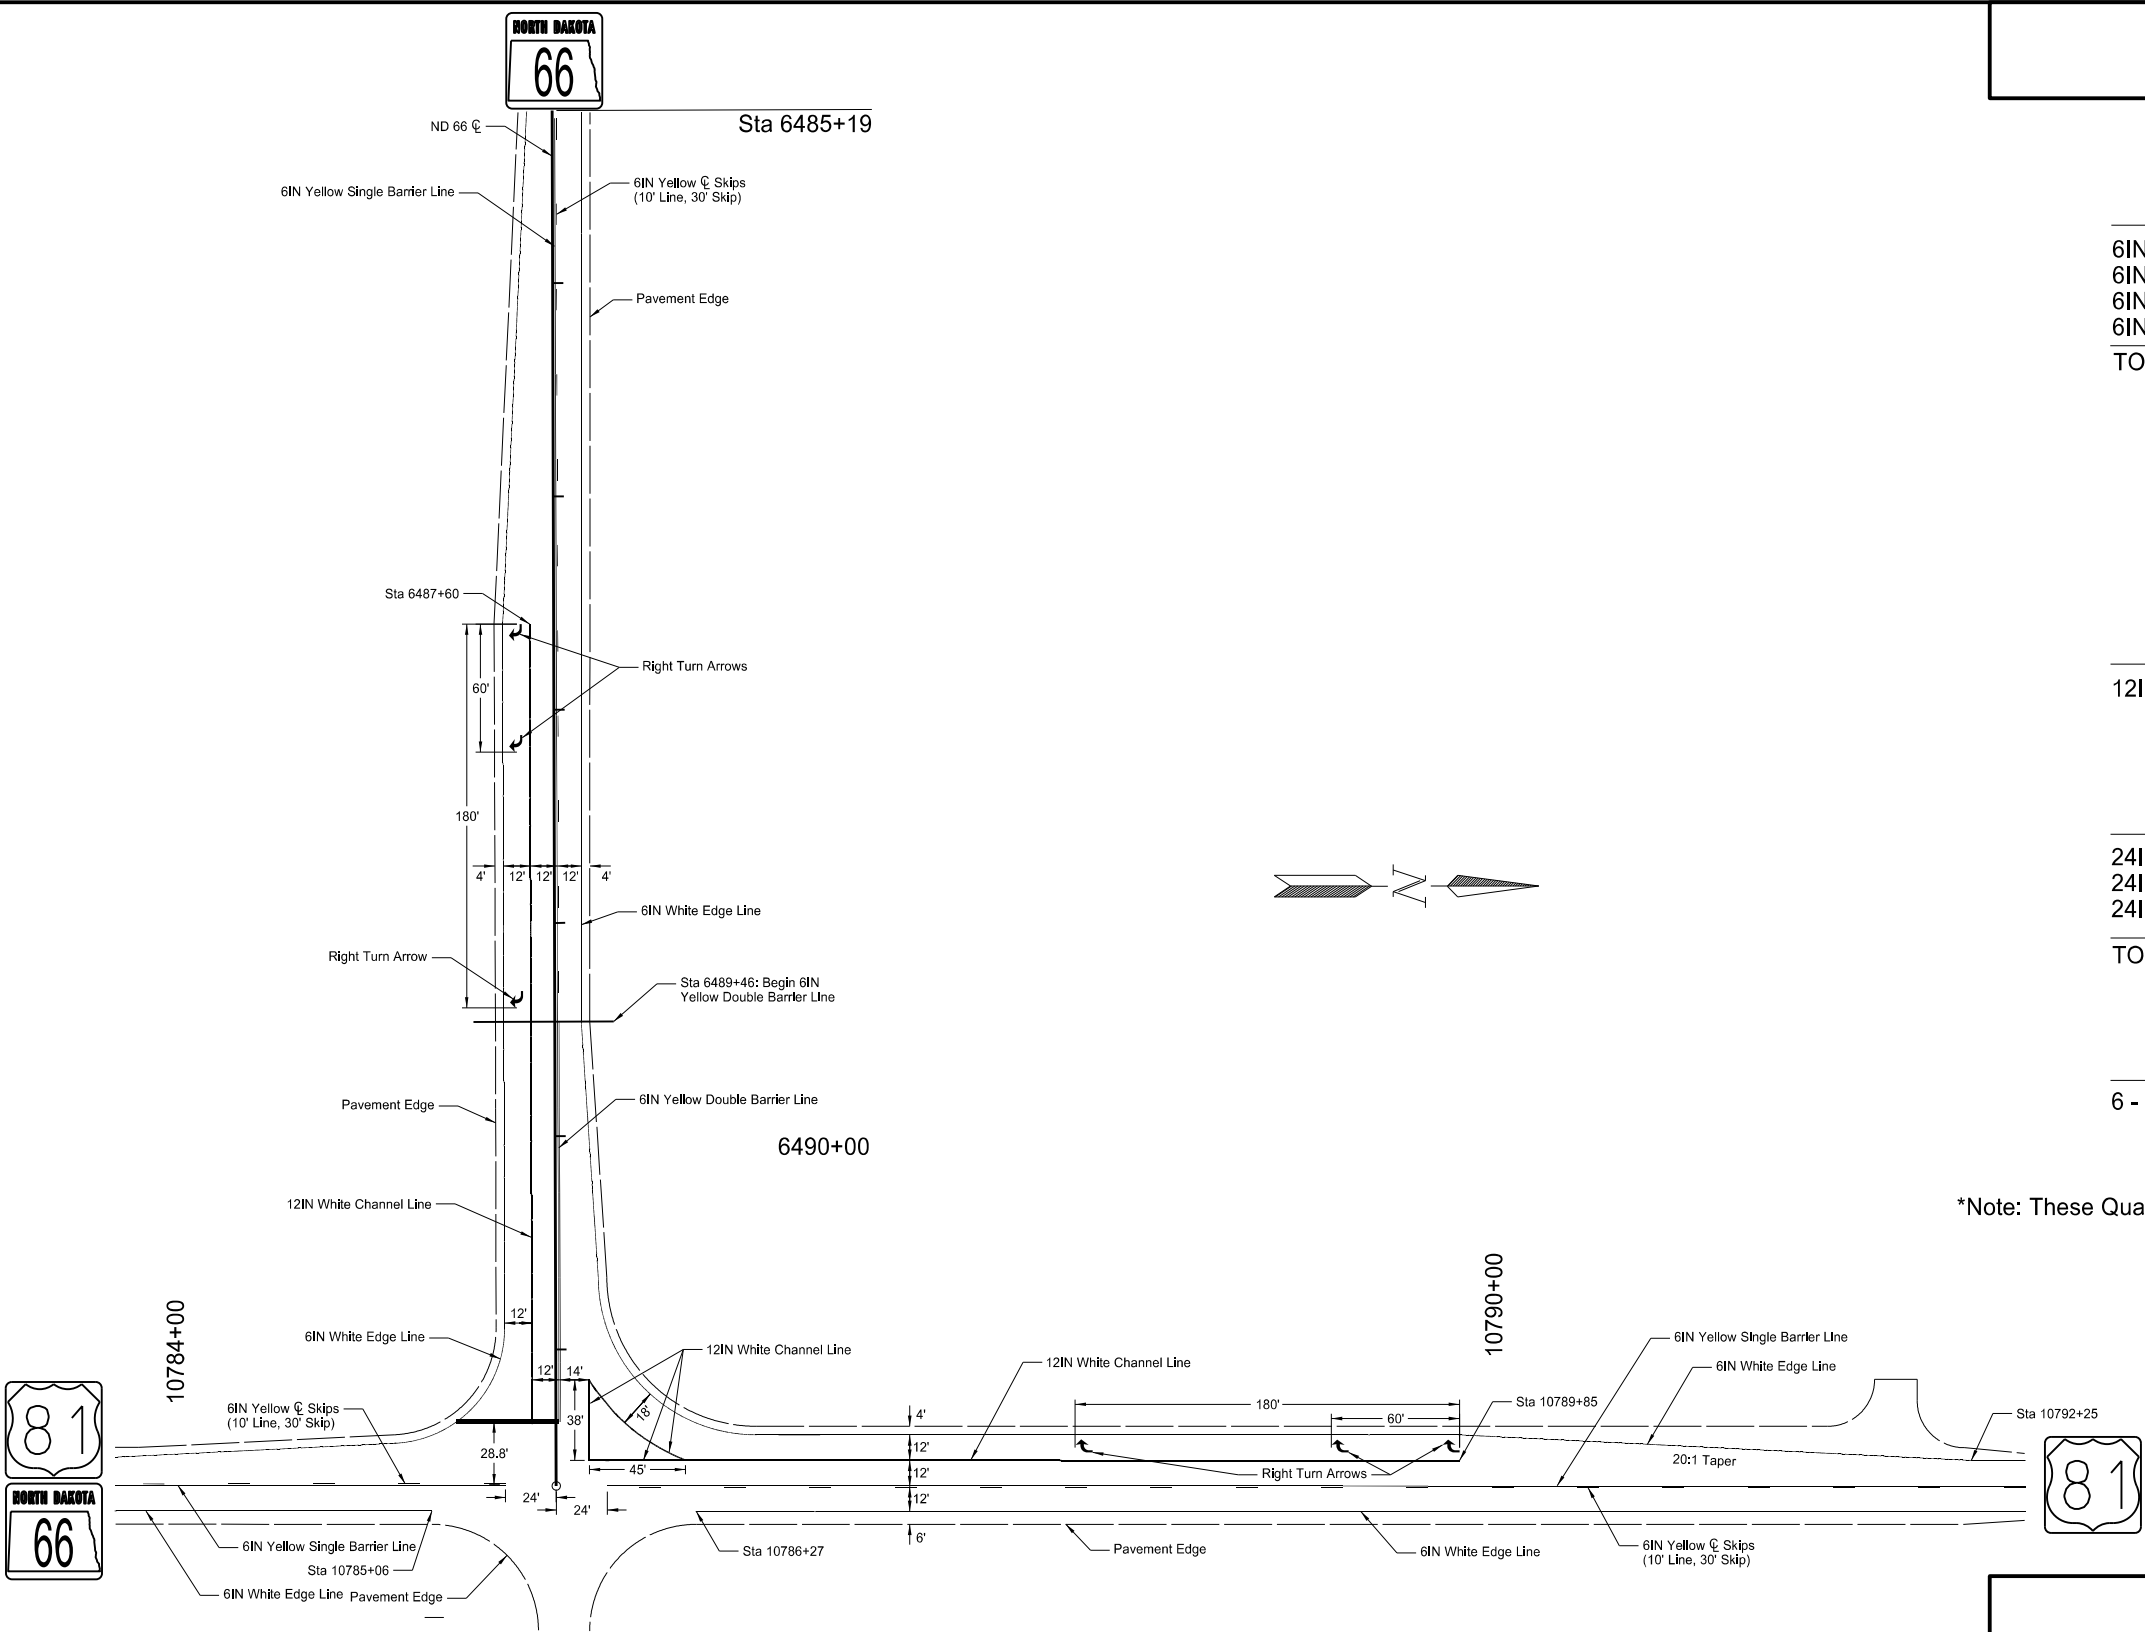 NORTH DAKOTA
66
Sta 6485+19
ND 66 ℄
6IN Yellow Single Barrier Line
6IN Yellow ℄ Skips
(10' Line, 30' Skip)
Pavement Edge
6IN
6IN
6IN
6IN
TO
Sta 6487+60
Right Turn Arrows
60'
180'
12I
4'
12'
12'
12'
4'
24I
24I
24I
TO
6IN White Edge Line
Right Turn Arrow
Sta 6489+46: Begin 6IN
Yellow Double Barrier Line
Pavement Edge
6IN Yellow Double Barrier Line
6 -
6490+00
12IN White Channel Line
*Note: These Qua
10784+00
10790+00
12'
6IN White Edge Line
12IN White Channel Line
12IN White Channel Line
6IN Yellow Single Barrier Line
6IN White Edge Line
12'
14'
18'
38'
45'
28.8'
24'
24'
4'
12'
12'
12'
6'
180'
60'
Sta 10789+85
Sta 10792+25
20:1 Taper
Right Turn Arrows
81
6IN Yellow ℄ Skips
(10' Line, 30' Skip)
NORTH DAKOTA
66
81
6IN Yellow Single Barrier Line
Sta 10785+06
6IN White Edge Line
Pavement Edge
Sta 10786+27
Pavement Edge
6IN White Edge Line
6IN Yellow ℄ Skips
(10' Line, 30' Skip)